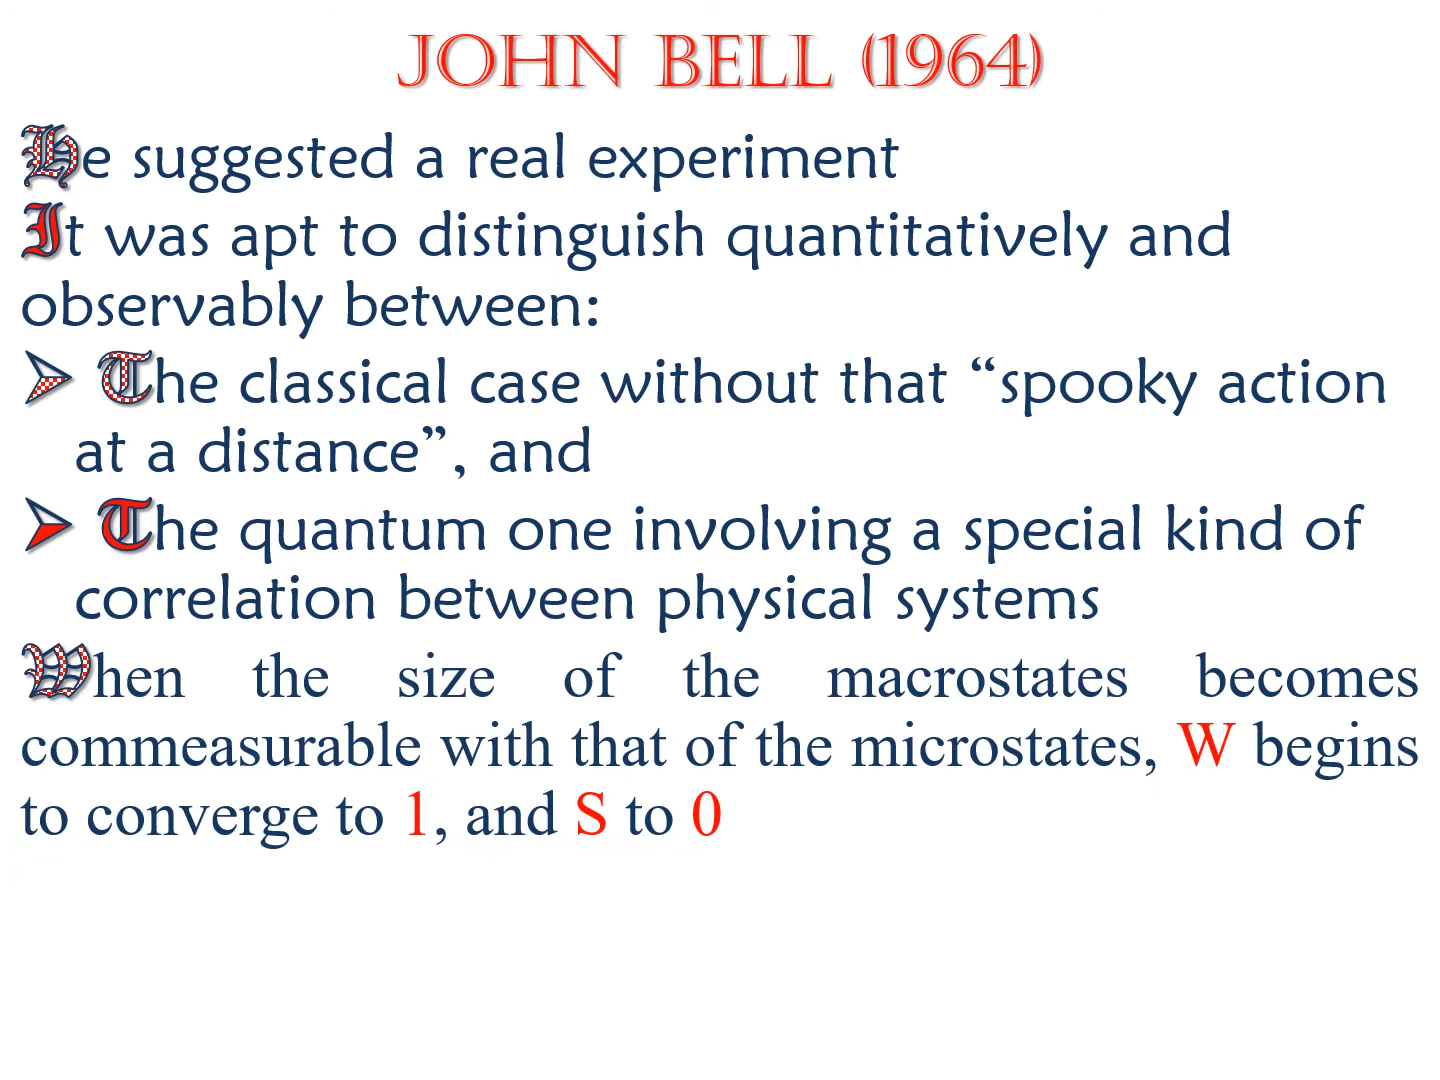 JOHN BELL (1964)
He suggested a real experiment
It was apt to distinguish quantitatively and
observably between:
➢ The classical case without that “spooky action
at a distance”, and
➢ The quantum one involving a special kind of
correlation between physical systems
When the size of the macrostates becomes
commeasurable with that of the microstates, W begins
to converge to 1, and S to 0